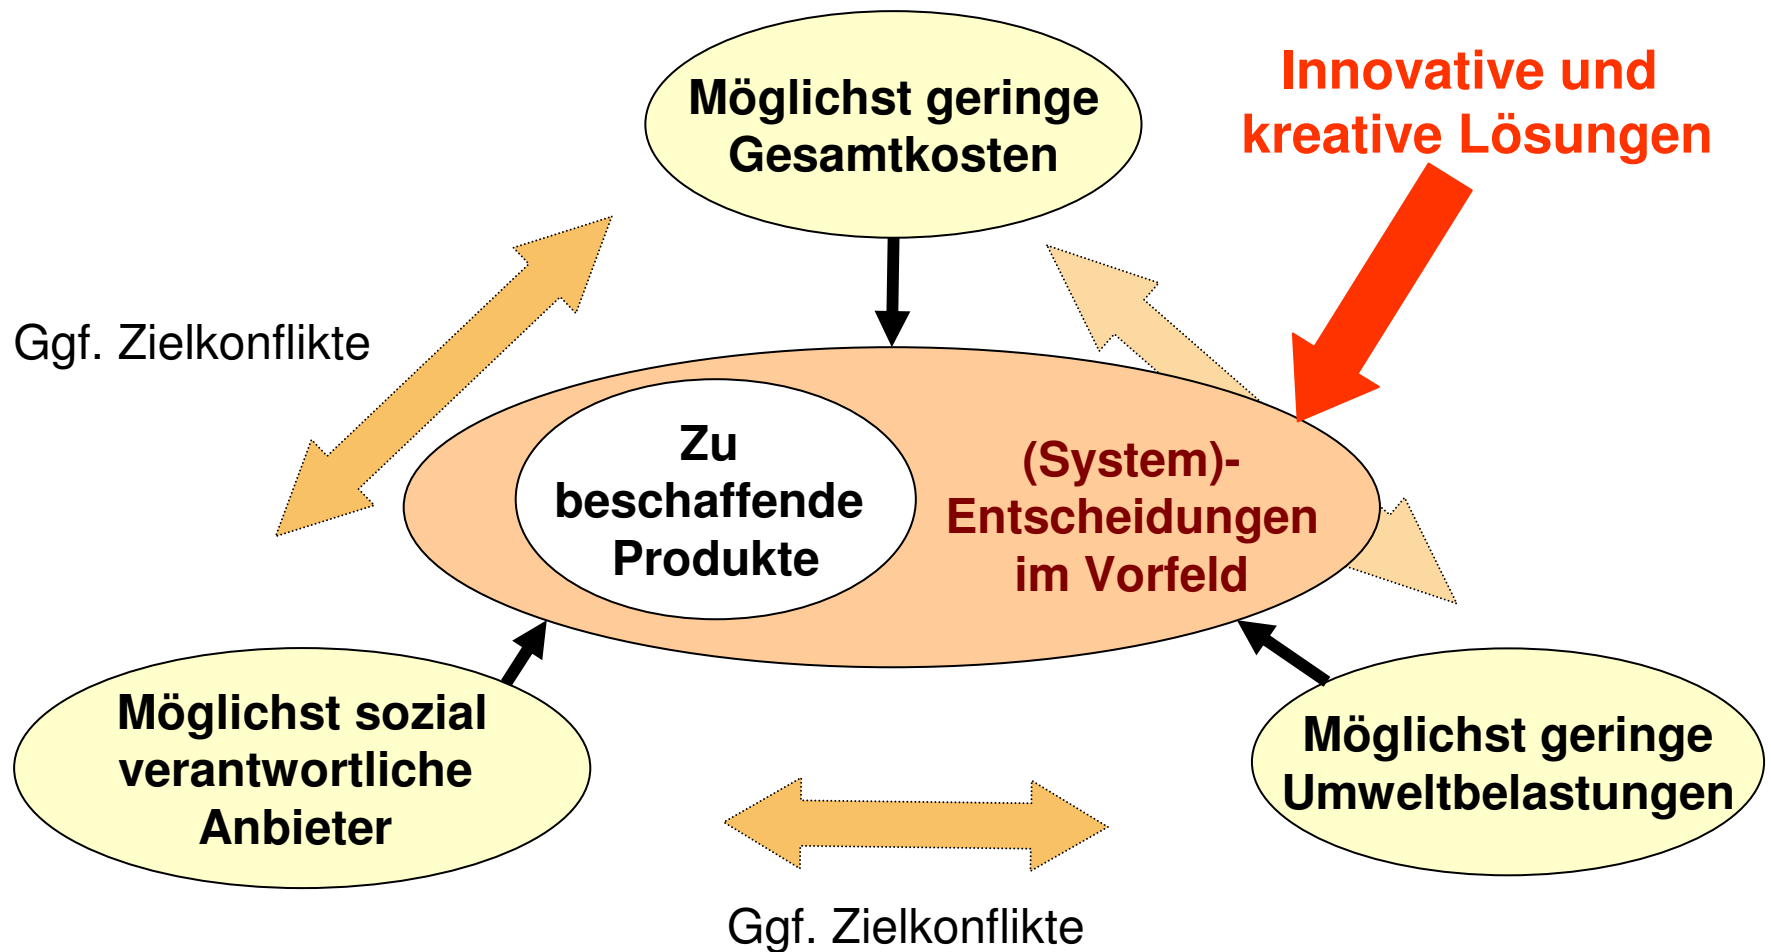 Möglichst geringe
Gesamtkosten
Innovative und
kreative Lösungen
Ggf. Zielkonflikte
Zu
beschaffende
Produkte
(System)-
Entscheidungen
im Vorfeld
Möglichst sozial
verantwortliche
Anbieter
Möglichst geringe
Umweltbelastungen
Ggf. Zielkonflikte